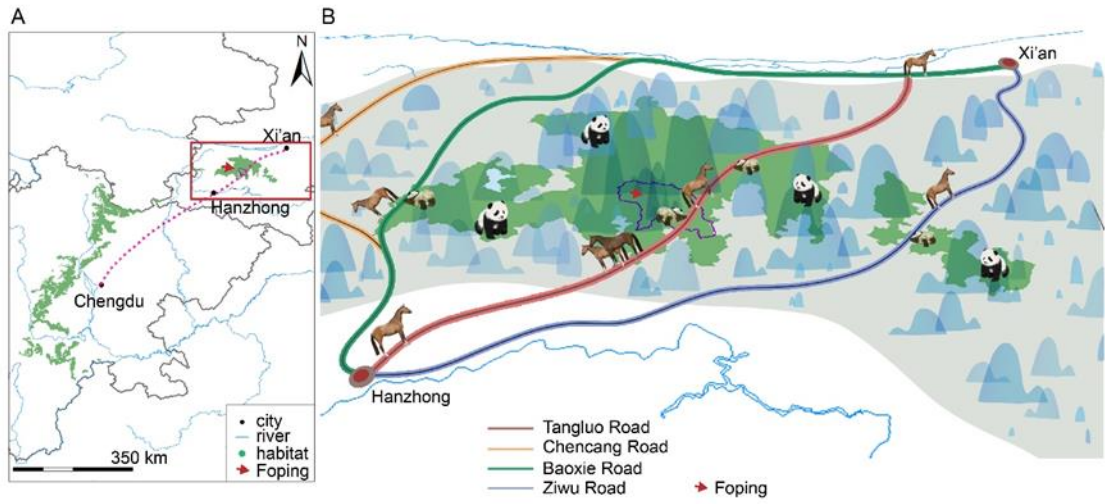 A
N
Xi'an
Hanzhong
Chengdu
city
river
habitat
350 km
Foping
B
Xi'an
Hanzhong
Tangluo Road
Chencang Road
Baoxie Road
Ziwu Road
Foping